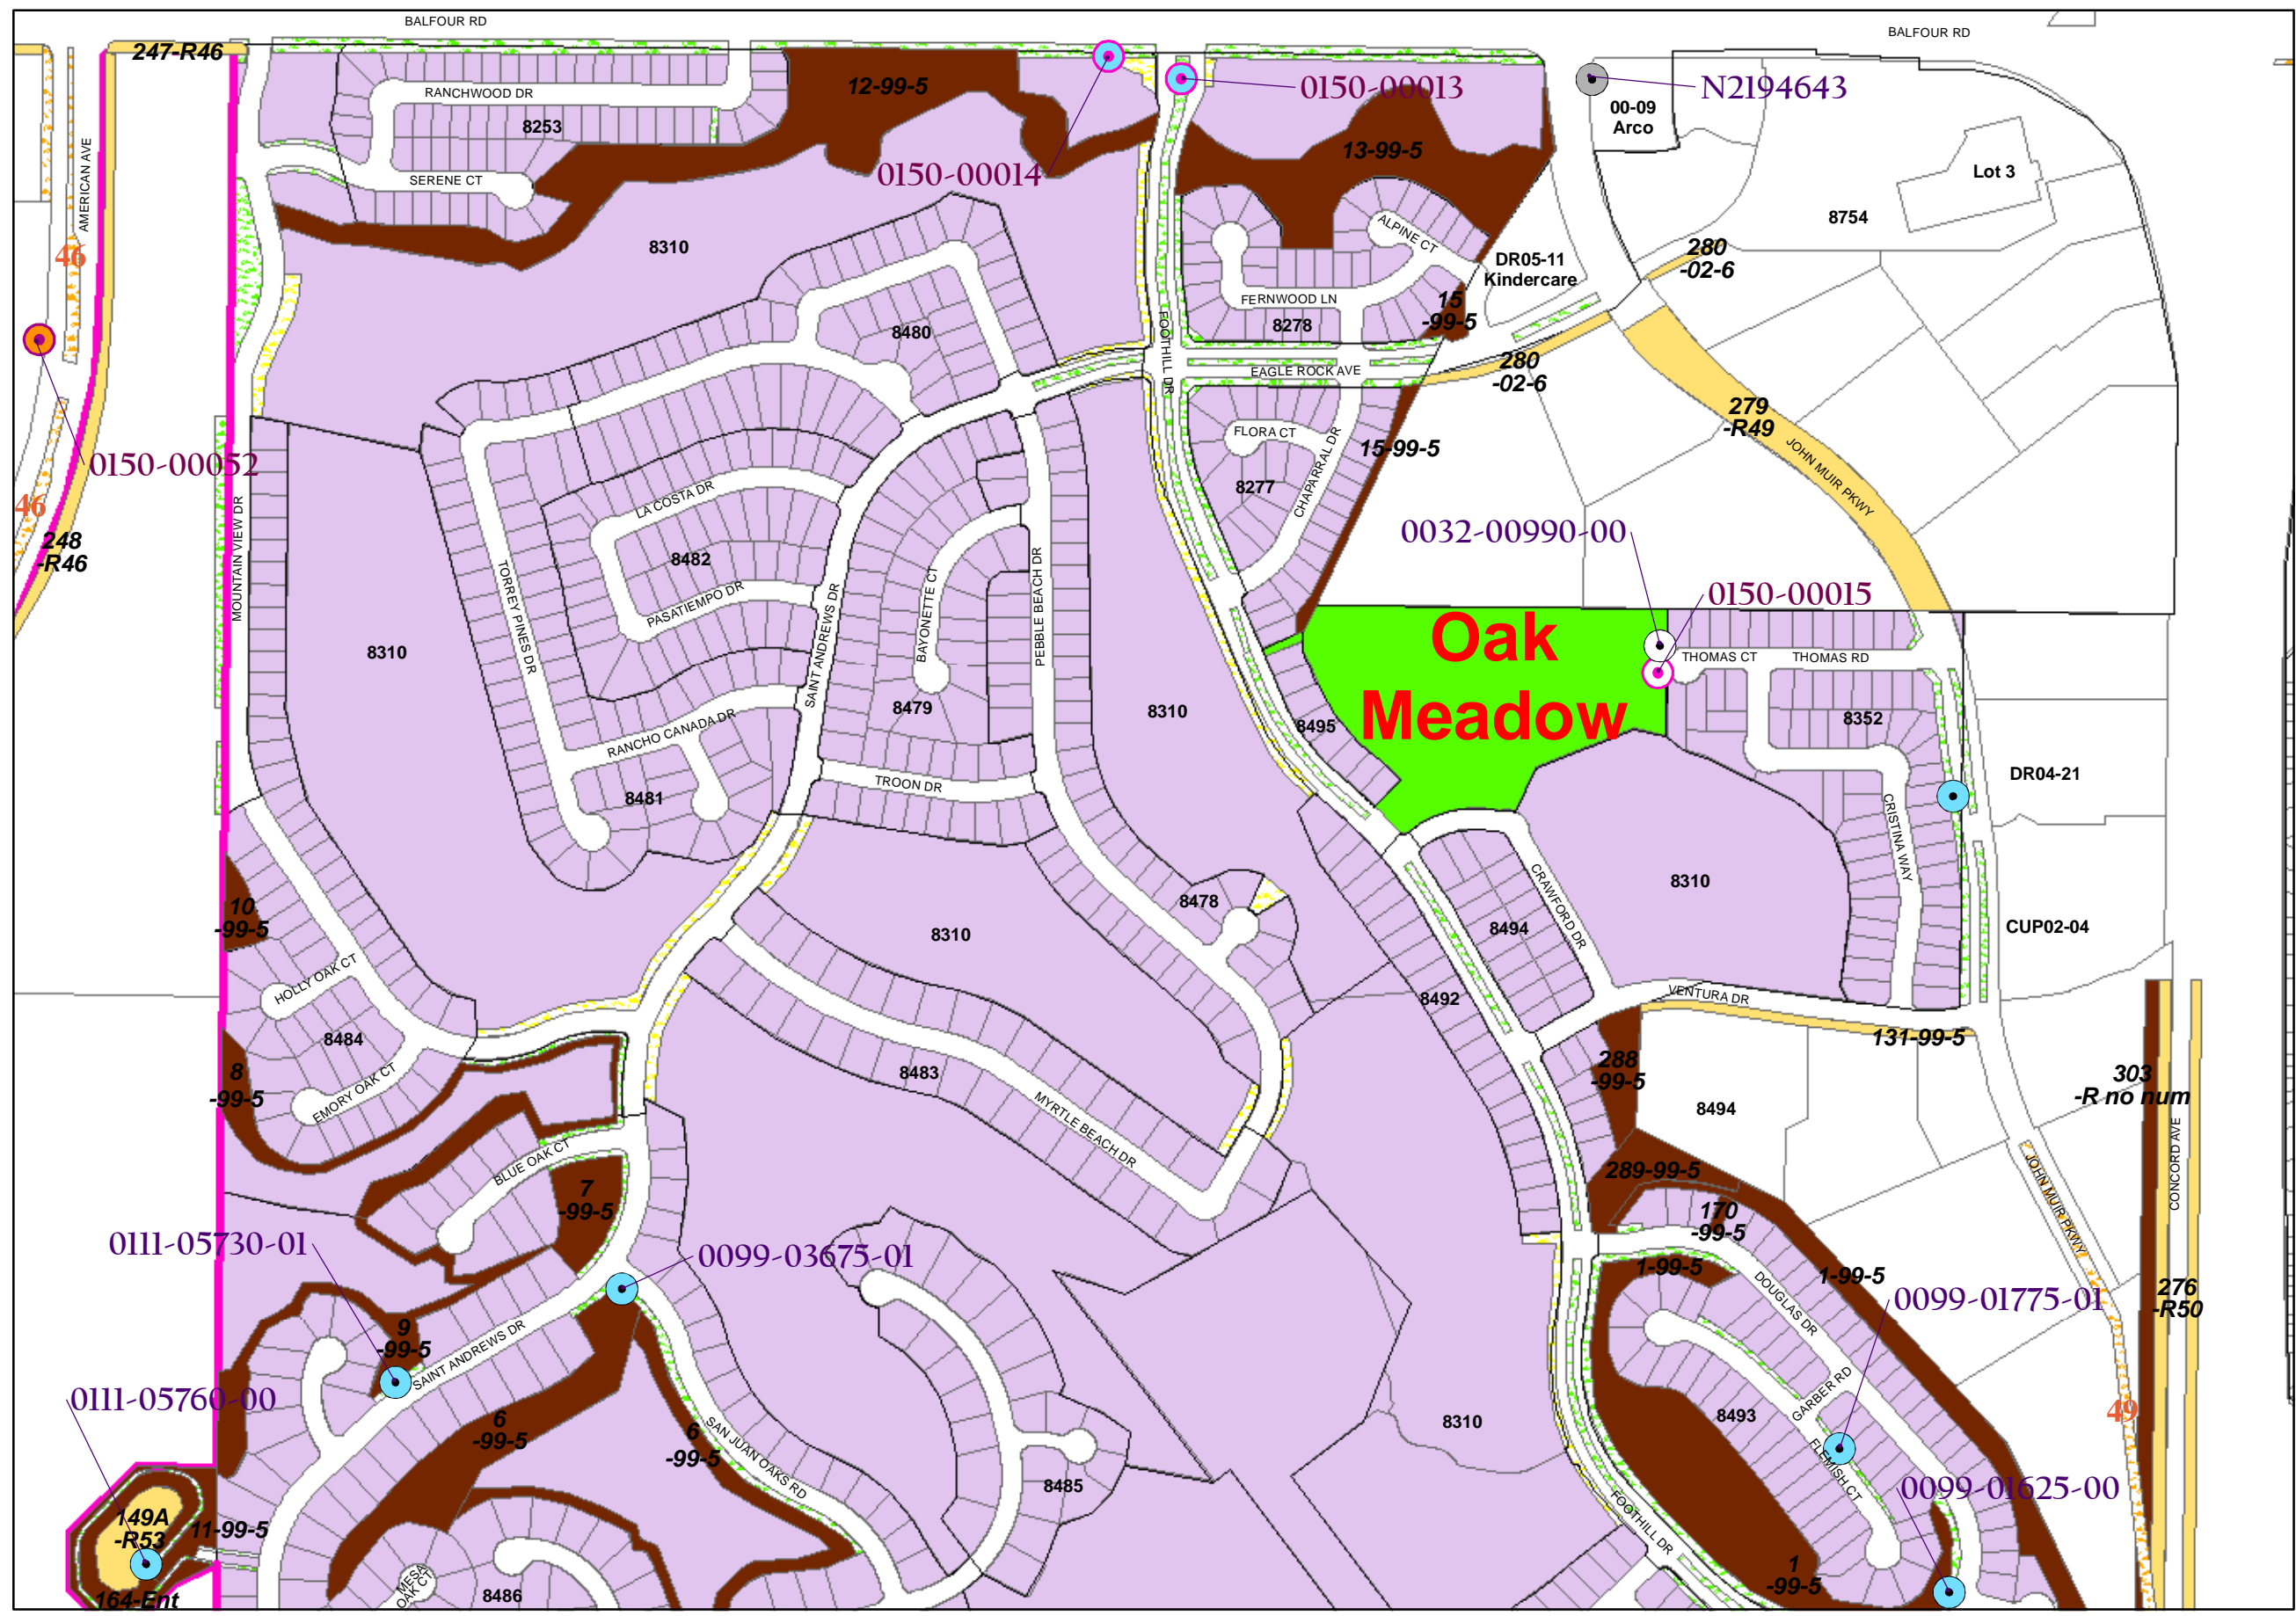 BALFOUR RD
BALFOUR RD
247-R46
RANCHWOOD DR
12-99-5
0150-00013
N2194643
00-09
Arco
8253
AMERICAN AVE
13-99-5
0150-00014
SERENE CT
Lot 3
8754
ALPINE CT
8310
46
280
-02-6
DR05-11
Kindercare
FERNWOOD LN
15
-99-5
8278
8480
FOOTHILL DR
EAGLE ROCK AVE
280
-02-6
279
-R49
JOHN MUIR PKWY
FLORA CT
15-99-5
CHAPARRAL DR
8277
0150-00052
46
248
-R46
MOUNTAIN VIEW DR
LA COSTA DR
8482
PASATIEMPO DR
TORREY PINES DR
SAINT ANDREWS DR
BAYONETTE CT
PEBBLE BEACH DR
0032-00990-00
0150-00015
Oak
Meadow
THOMAS CT
THOMAS RD
8310
8310
8479
8495
8352
RANCHO CANADA DR
8481
TROON DR
DR04-21
CRISTINA WAY
8310
CRAWFORD DR
8478
8310
8494
CUP02-04
10
-99-5
HOLLY OAK CT
8484
EMORY OAK CT
8
-99-5
8492
VENTURA DR
131-99-5
8483
MYRTLE BEACH DR
288
-99-5
8494
303
-R no num
CONCORD AVE
BLUE OAK CT
7
-99-5
289-99-5
170
-99-5
JOHN MUIR PKWY
0111-05730-01
0099-03675-01
1-99-5
1-99-5
DOUGLAS DR
0099-01775-01
276
-R50
9
-99-5
SAINT ANDREWS DR
0111-05760-00
6
-99-5
6
-99-5
SAN JUAN OAKS RD
8310
8493
GARBER RD
FLEMISH CT
49
8485
0099-01625-00
149A
-R53
11-99-5
164-Ent
MESA
OAK CT
8486
FOOTHILL DR
1
-99-5